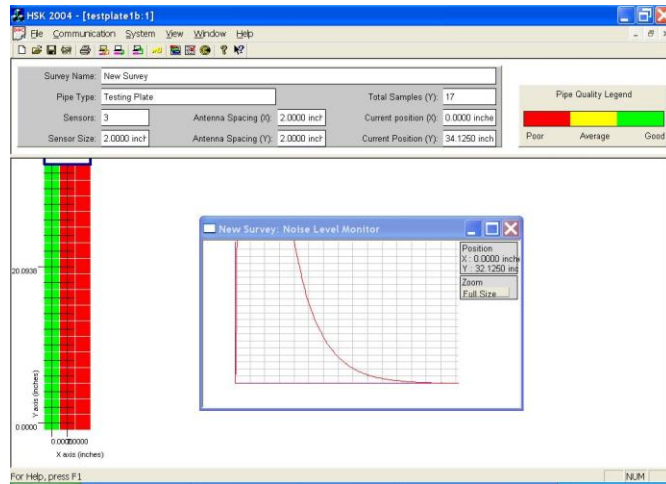 HSK 2004 - [testplate1b:1]
File Communication System View Window Help
Survey Name: New Survey
Pipe Type: Testing Plate
Total Samples (Y): 17
Sensors: 3
Antenna Spacing (X): 2.0000 inch
Current position (X): 0.0000 inche
Sensor Size: 2.0000 inch
Antenna Spacing (Y): 2.0000 inch
Current Position (Y): 34.1250 inch
Pipe Quality Legend
Poor Average Good
New Survey: Noise Level Monitor
Position
X : 0.0000 inche
Y : 32.1250 inc
Zoom
Full Size
20.0930
Y axis (inches)
0.0000
X axis (inches)
For Help, press F1
NUM